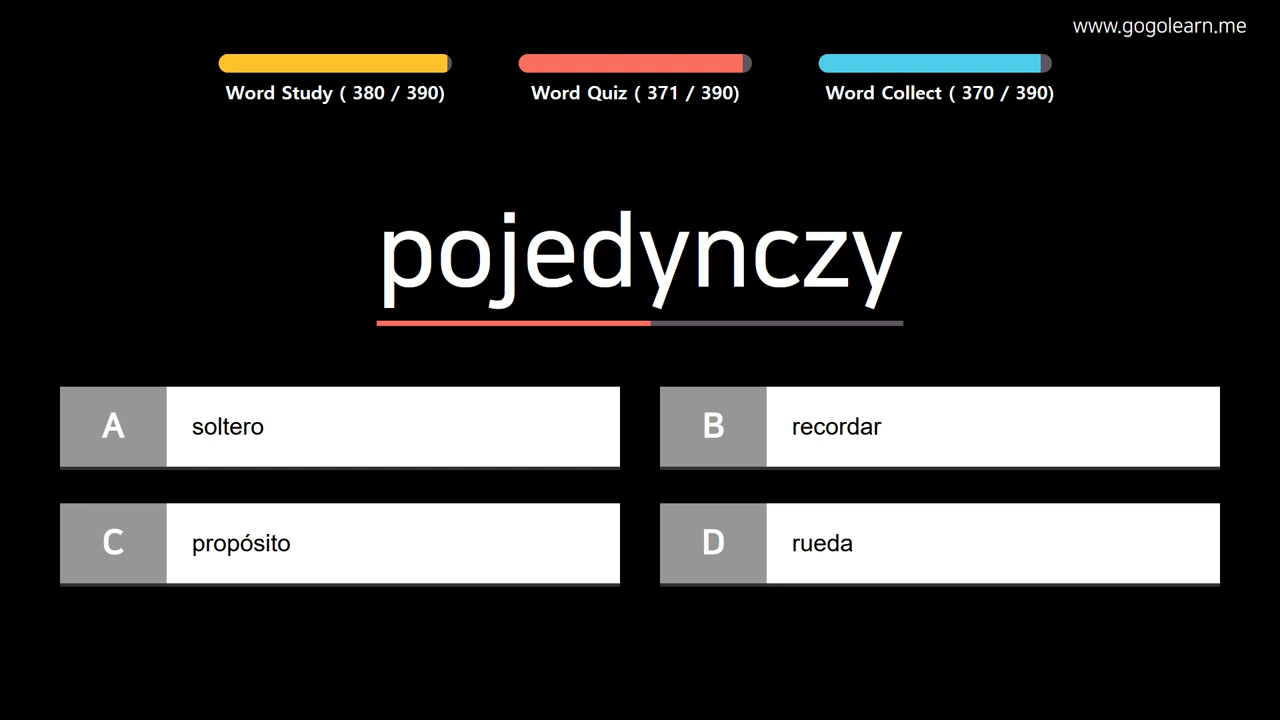 www.gogolearn.me
Word Study ( 380 / 390)
Word Quiz ( 371 / 390)
Word Collect ( 370 / 390)
pojedynczy
A
soltero
B
recordar
C
propósito
D
rueda